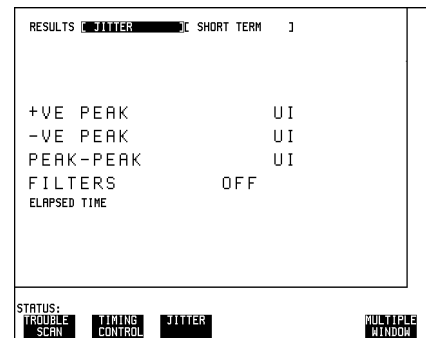 RESULTS [ JITTER ][ SHORT TERM ]
+VE PEAK UI
-VE PEAK UI
PEAK-PEAK UI
FILTERS OFF
ELAPSED TIME
STATUS:
TROUBLE SCAN TIMING CONTROL JITTER MULTIPLE WINDOW